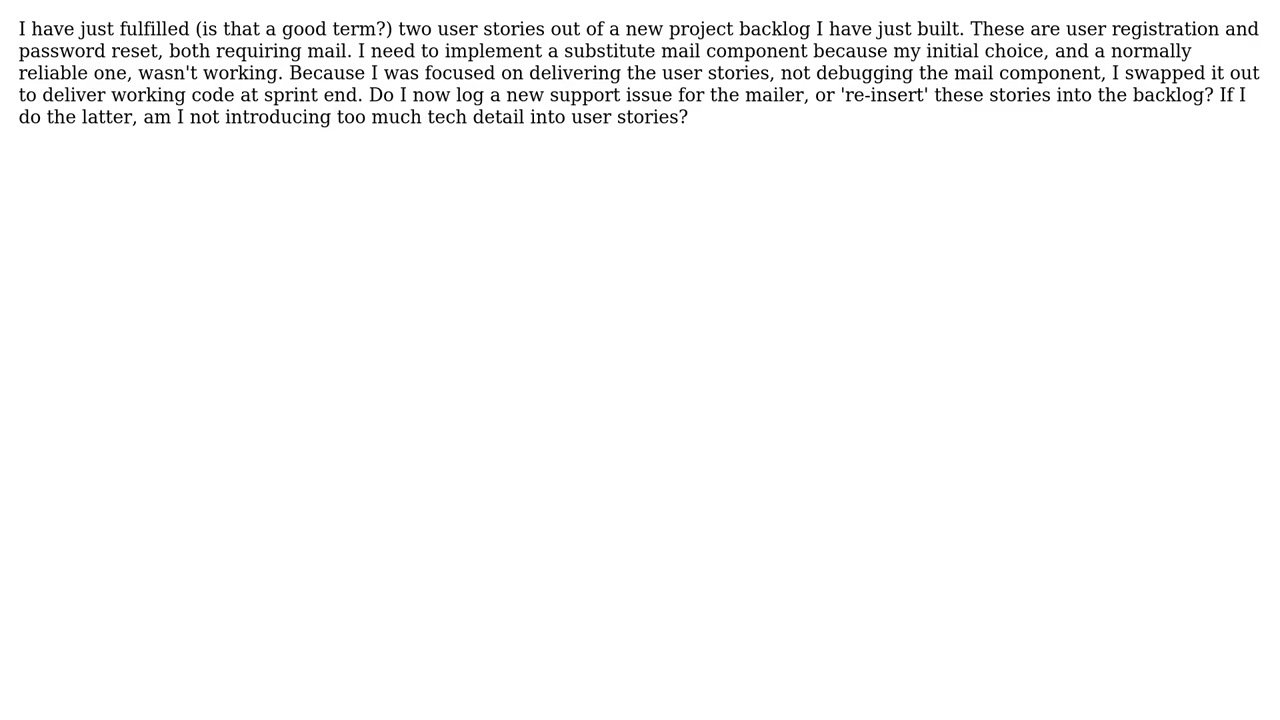 I have just fulfilled (is that a good term?) two user stories out of a new project backlog I have just built. These are user registration and
password reset, both requiring mail. I need to implement a substitute mail component because my initial choice, and a normally
reliable one, wasn't working. Because I was focused on delivering the user stories, not debugging the mail component, I swapped it out
to deliver working code at sprint end. Do I now log a new support issue for the mailer, or 're-insert' these stories into the backlog? If I
do the latter, am I not introducing too much tech detail into user stories?